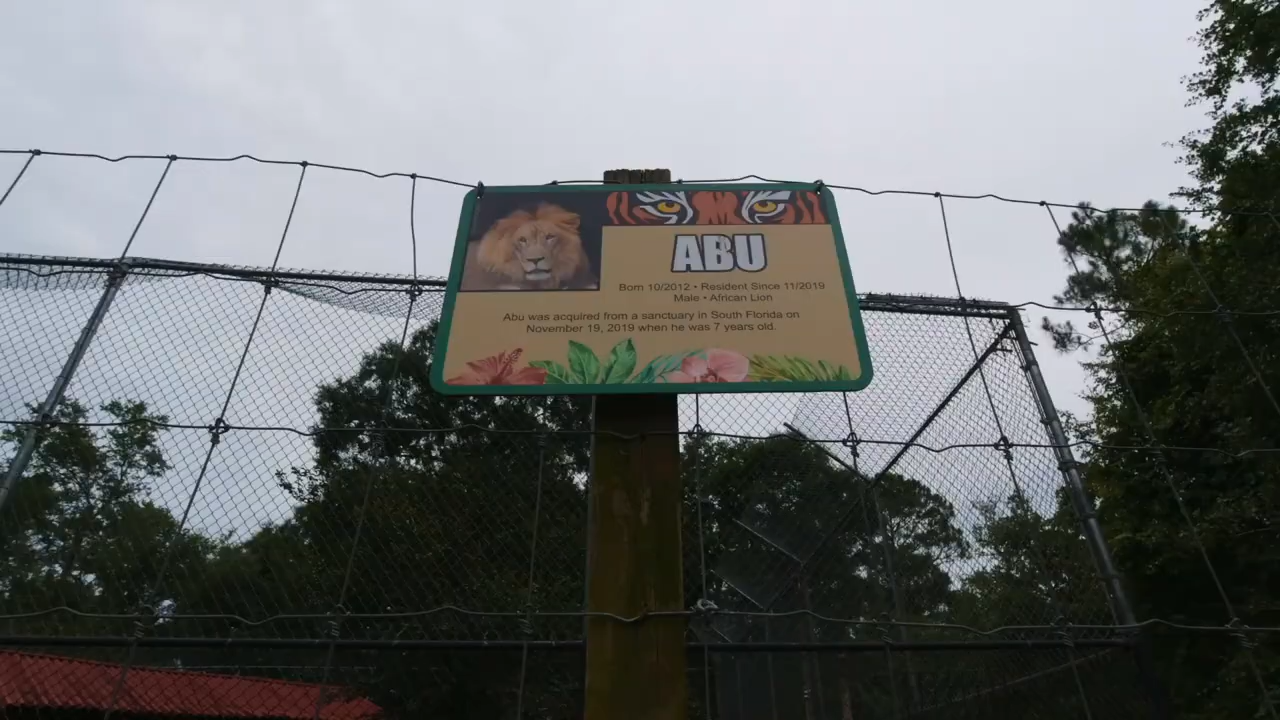 ABU
Born 10/2012 • Resident Since 11/2019
Male • African Lion
Abu was acquired from a sanctuary in South Florida on
November 19, 2019 when he was 7 years old.